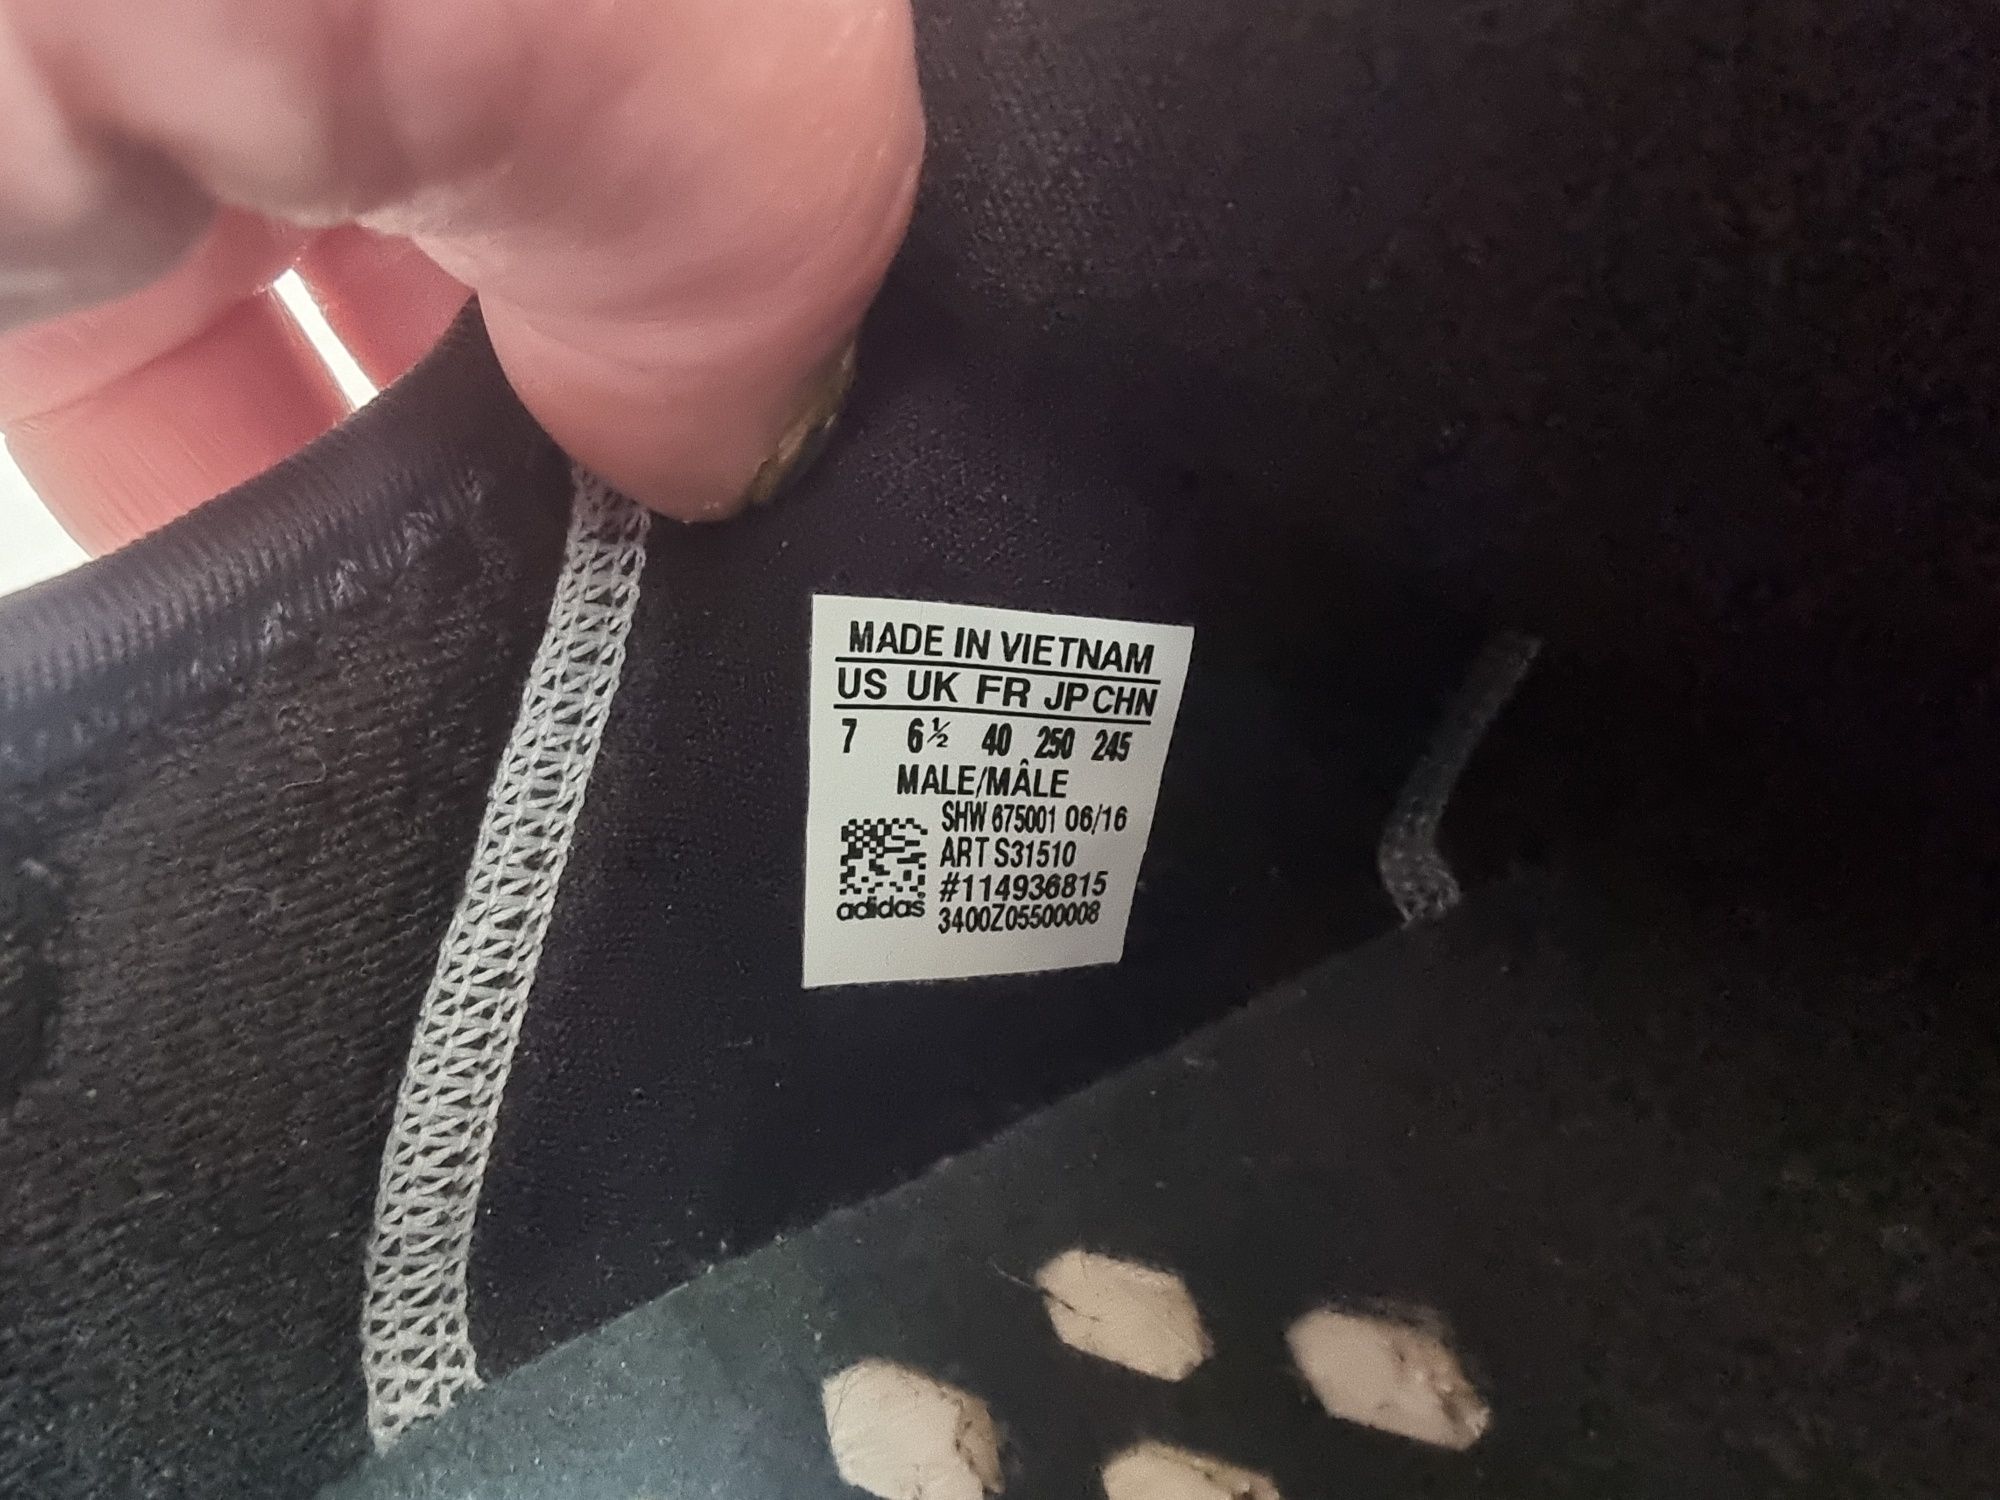 MADE IN VIETNAM
US UK FR JP CHN
7 6½ 40 250 245
MALE/MÂLE
SHW 675001 06/16
ART S31510
#114936815
adidas 3400Z05500008